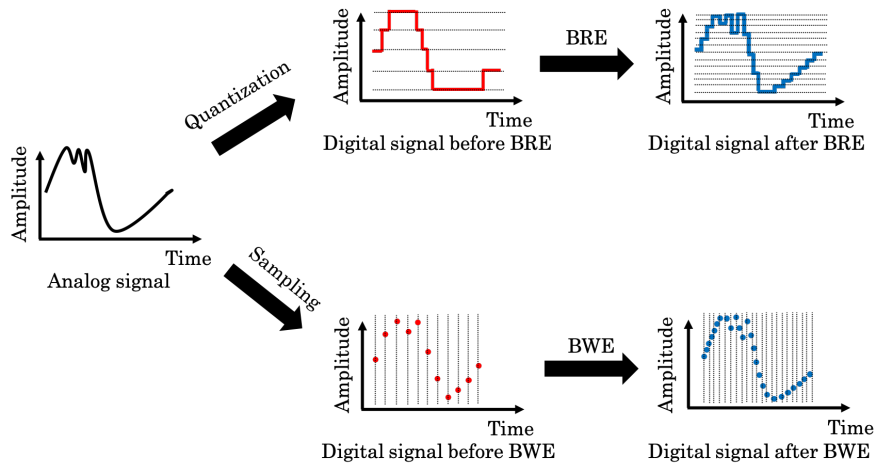 Amplitude
Time
Analog signal
Quantization
Amplitude
Time
Digital signal before BRE
BRE
Amplitude
Time
Digital signal after BRE
Sampling
Amplitude
Time
Digital signal before BWE
BWE
Amplitude
Time
Digital signal after BWE